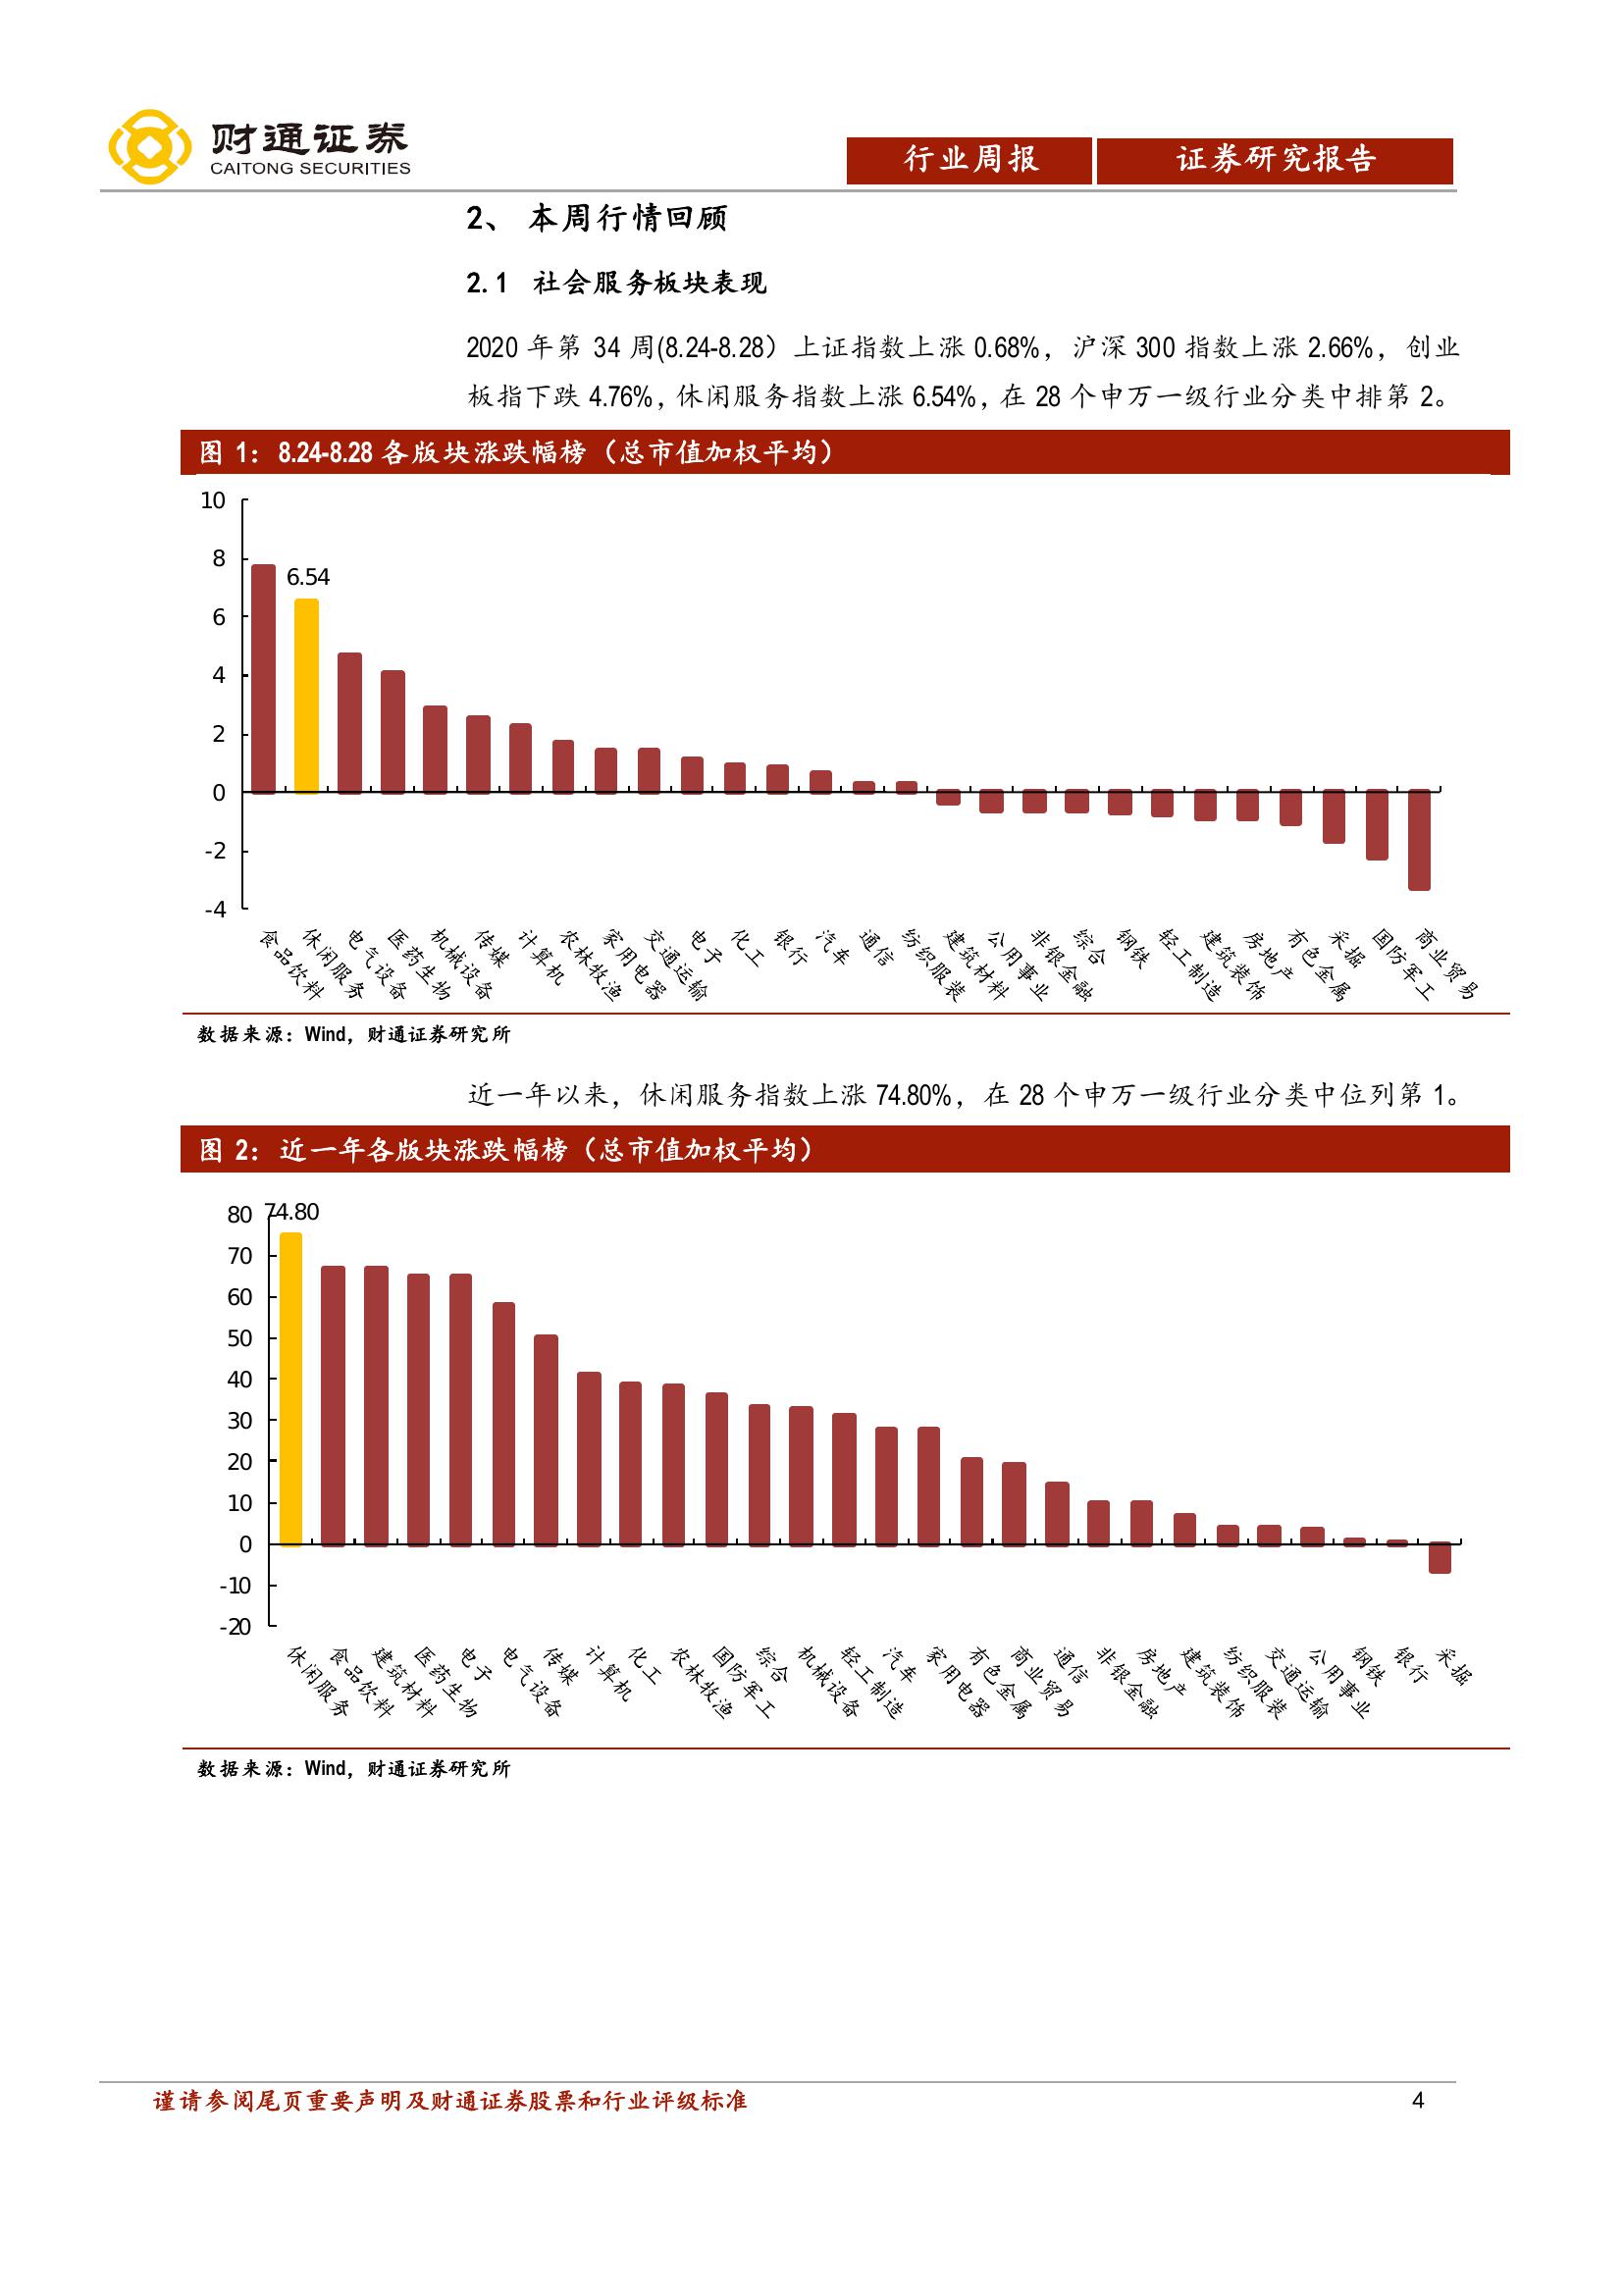 财通证券
CAITONG SECURITIES
行业周报
证券研究报告
2、 本周行情回顾
2.1 社会服务板块表现
2020 年第 34 周(8.24-8.28）上证指数上涨 0.68%，沪深 300 指数上涨 2.66%，创业
板指下跌 4.76%，休闲服务指数上涨 6.54%，在 28 个申万一级行业分类中排第 2。
图 1：8.24-8.28 各版块涨跌幅榜（总市值加权平均）
10
8
6
4
2
0
-2
-4
6.54
食品饮料
休闲服务
电气设备
医药生物
机械设备
传媒
计算机
农林牧渔
家用电器
交通运输
电子
化工
银行
汽车
通信
纺织服装
建筑材料
公用事业
非银金融
综合
钢铁
轻工制造
建筑装饰
房地产
有色金属
采掘
国防军工
商业贸易
数据来源：Wind，财通证券研究所
近一年以来，休闲服务指数上涨 74.80%，在 28 个申万一级行业分类中位列第 1。
图 2：近一年各版块涨跌幅榜（总市值加权平均）
80
70
60
50
40
30
20
10
0
-10
-20
74.80
休闲服务
食品饮料
建筑材料
医药生物
电子
电气设备
传媒
计算机
化工
农林牧渔
国防军工
综合
机械设备
轻工制造
汽车
家用电器
有色金属
商业贸易
通信
非银金融
房地产
建筑装饰
纺织服装
交通运输
公用事业
钢铁
银行
采掘
数据来源：Wind，财通证券研究所
谨请参阅尾页重要声明及财通证券股票和行业评级标准
4